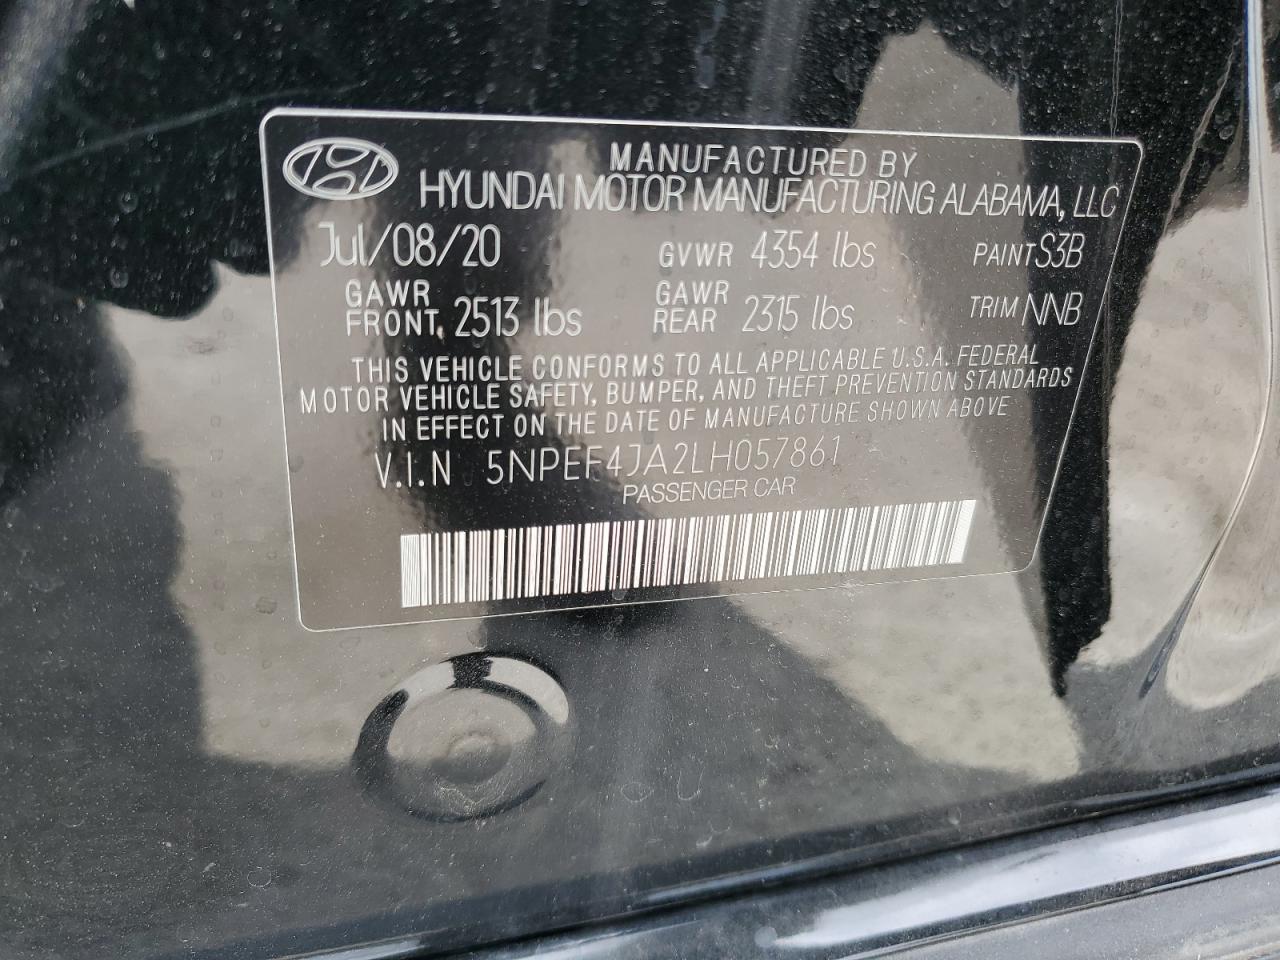 MANUFACTURED BY
HYUNDAI MOTOR MANUFACTURING ALABAMA, LLC
Jul/08/20 GVWR 4354 lbs PAINT S3B
GAWR FRONT 2513 lbs GAWR REAR 2315 lbs TRIM NNB
THIS VEHICLE CONFORMS TO ALL APPLICABLE U.S.A. FEDERAL
MOTOR VEHICLE SAFETY, BUMPER, AND THEFT PREVENTION STANDARDS
IN EFFECT ON THE DATE OF MANUFACTURE SHOWN ABOVE
V.I.N 5NPEF4JA2LH057861
PASSENGER CAR